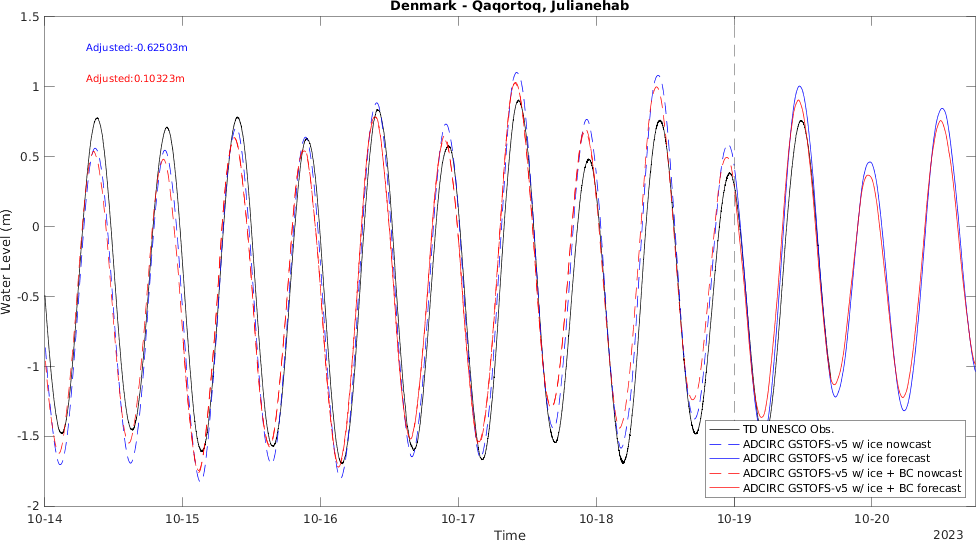 Denmark - Qaqortoq, Julianehab
1.5
Adjusted:-0.62503m
Adjusted:0.10323m
1
0.5
0
-0.5
-1
-1.5
-2
Water Level (m)
TD UNESCO Obs.
ADCIRC GSTOFS-v5 w/ ice nowcast
ADCIRC GSTOFS-v5 w/ ice forecast
ADCIRC GSTOFS-v5 w/ ice + BC nowcast
ADCIRC GSTOFS-v5 w/ ice + BC forecast
10-14 10-15 10-16 10-17 10-18 10-19 10-20
Time
2023